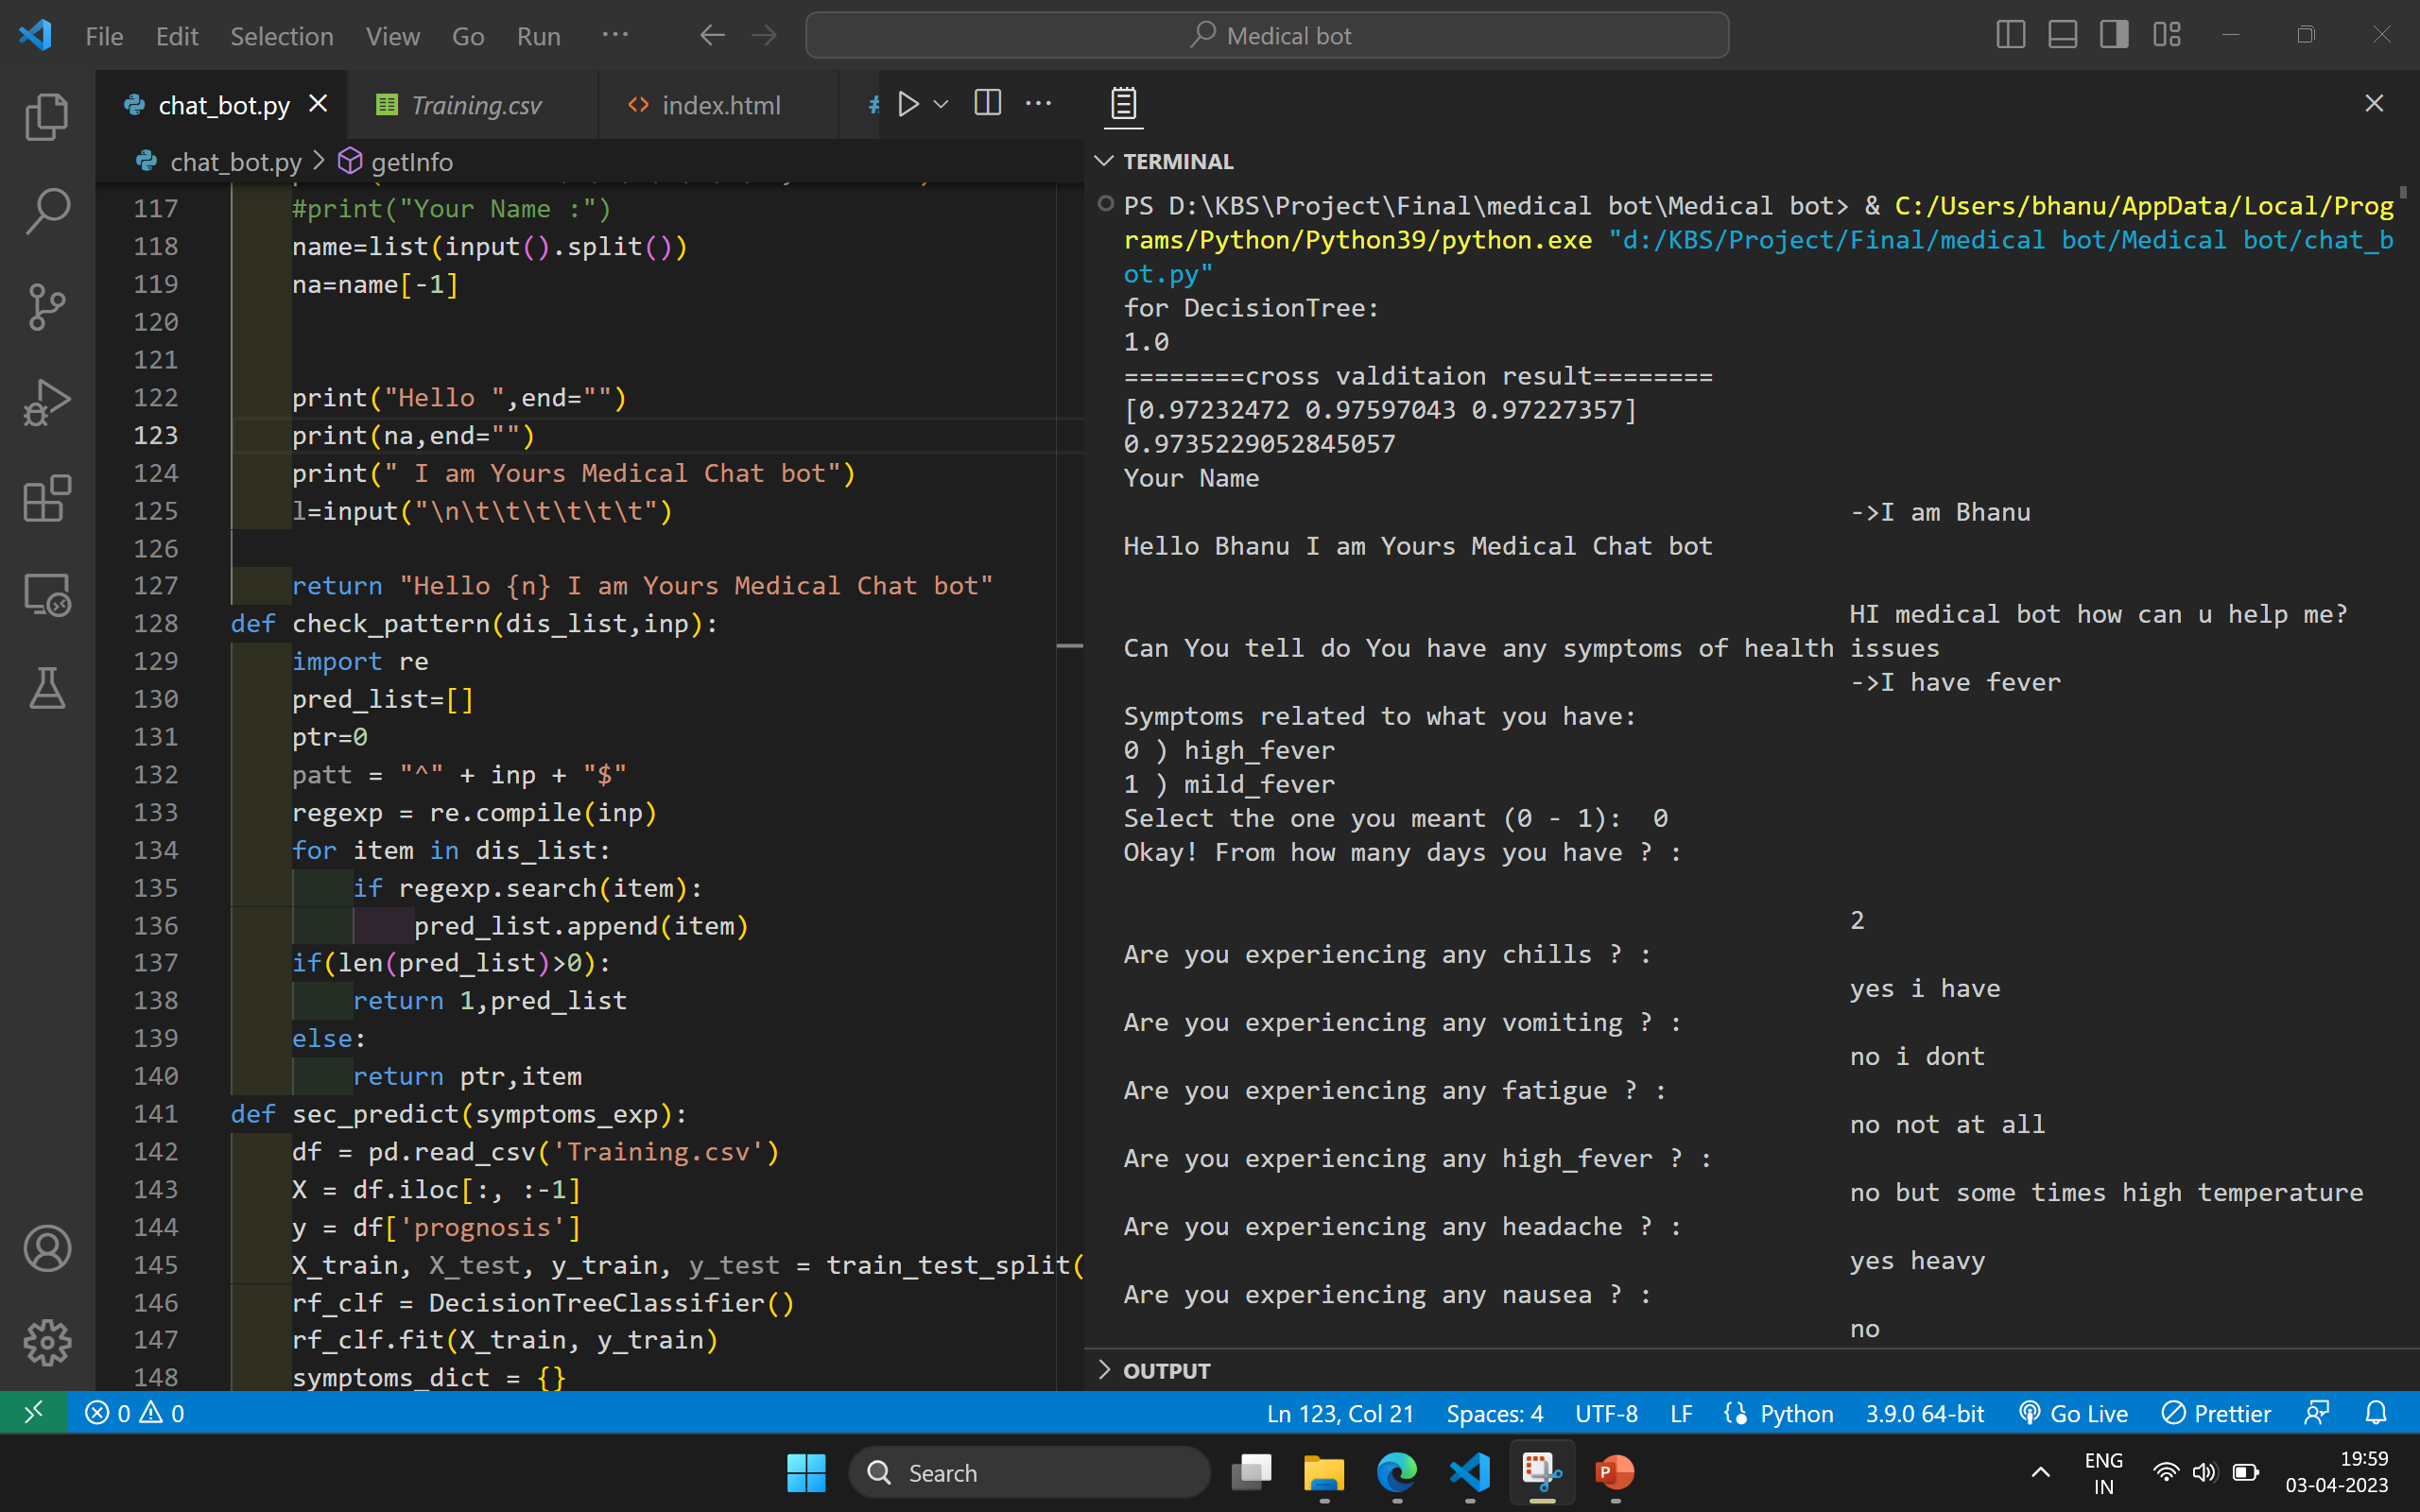 File Edit Selection View Go Run ··· Medical bot
chat_bot.py Training.csv index.html
chat_bot.py > getInfo
117 #print("Your Name :")
118 name=list(input().split())
119 na=name[-1]
120
121
122 print("Hello ",end="")
123 print(na,end="")
124 print(" I am Yours Medical Chat bot")
125 l=input("\n\t\t\t\t\t\t")
126
127 return "Hello {n} I am Yours Medical Chat bot"
128 def check_pattern(dis_list,inp):
129 import re
130 pred_list=[]
131 ptr=0
132 patt = "^" + inp + "$"
133 regexp = re.compile(inp)
134 for item in dis_list:
135 if regexp.search(item):
136 pred_list.append(item)
137 if(len(pred_list)>0):
138 return 1,pred_list
139 else:
140 return ptr,item
141 def sec_predict(symptoms_exp):
142 df = pd.read_csv('Training.csv')
143 X = df.iloc[:, :-1]
144 y = df['prognosis']
145 X_train, X_test, y_train, y_test = train_test_split(
146 rf_clf = DecisionTreeClassifier()
147 rf_clf.fit(X_train, y_train)
148 symptoms_dict = {}
TERMINAL
PS D:\KBS\Project\Final\medical bot\Medical bot> & C:/Users/bhanu/AppData/Local/Prog
rams/Python/Python39/python.exe "d:/KBS/Project/Final/medical bot/Medical bot/chat_b
ot.py"
for DecisionTree:
1.0
========cross valditaion result========
[0.97232472 0.97597043 0.97227357]
0.9735229052845057
Your Name
->I am Bhanu
Hello Bhanu I am Yours Medical Chat bot
HI medical bot how can u help me?
Can You tell do You have any symptoms of health issues
->I have fever
Symptoms related to what you have:
0 ) high_fever
1 ) mild_fever
Select the one you meant (0 - 1):  0
Okay! From how many days you have ? :
2
Are you experiencing any chills ? :
yes i have
Are you experiencing any vomiting ? :
no i dont
Are you experiencing any fatigue ? :
no not at all
Are you experiencing any high_fever ? :
no but some times high temperature
Are you experiencing any headache ? :
yes heavy
Are you experiencing any nausea ? :
no
OUTPUT
0 0 Ln 123, Col 21 Spaces: 4 UTF-8 LF Python 3.9.0 64-bit Go Live Prettier
Search
ENG
IN
19:59
03-04-2023